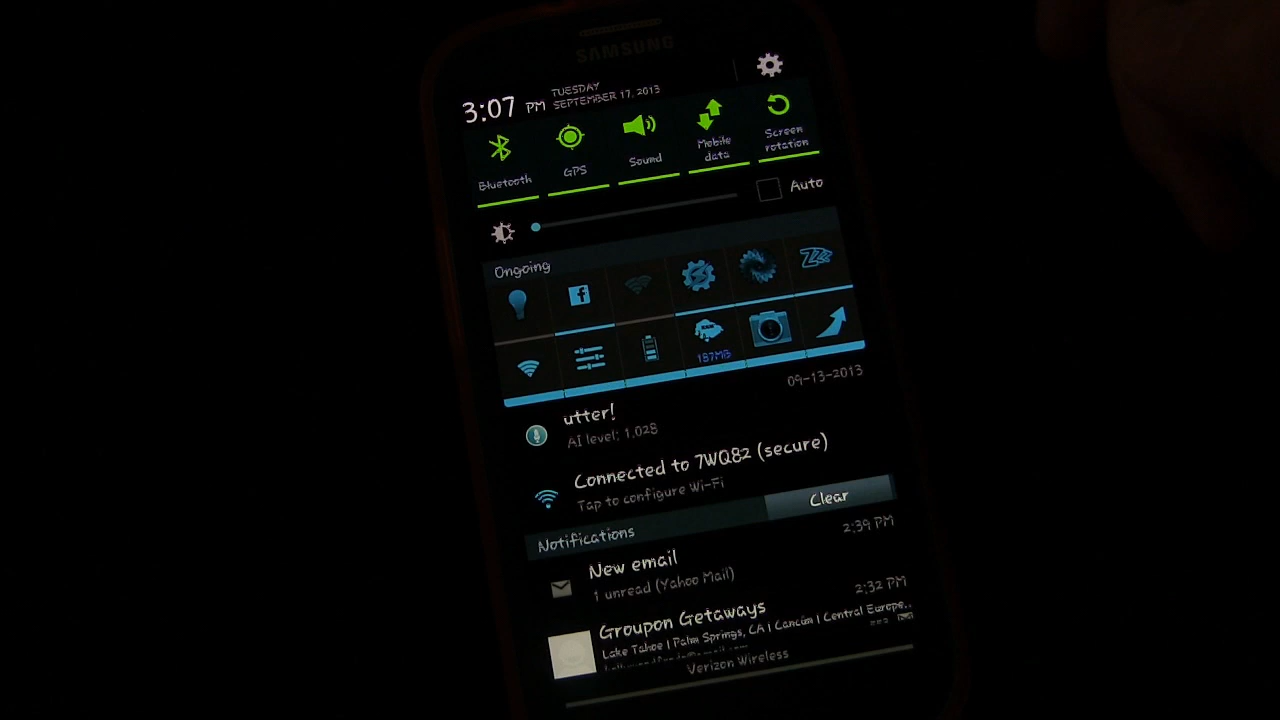 SAMSUNG
3:07 PM
TUESDAY
SEPTEMBER 17, 2013
Bluetooth
GPS
Sound
Mobile
data
Screen
rotation
Auto
Ongoing
187MB
09-13-2013
utter!
AI level: 1.028
Connected to 7WQ82 (secure)
Tap to configure Wi-Fi
Notifications
Clear
New email
2:39 PM
1 unread (Yahoo Mail)
Groupon Getaways
2:32 PM
Lake Tahoe | Palm Springs, CA | Cancún | Central Europe..
Verizon Wireless